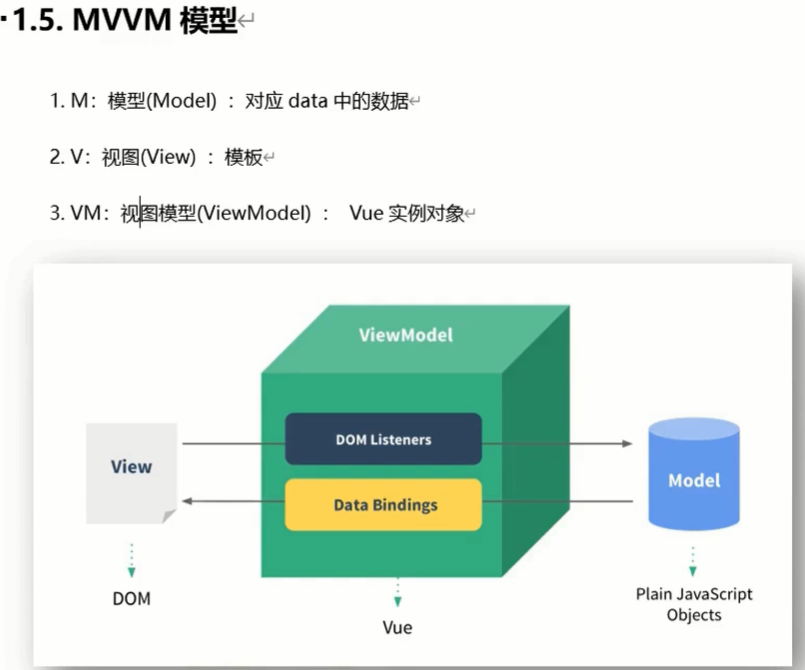 1.5. MVVM 模型
1. M：模型(Model) ：对应 data 中的数据
2. V：视图(View) ：模板
3. VM：视图模型(ViewModel) ： Vue 实例对象
ViewModel
DOM Listeners
View
Model
Data Bindings
DOM
Plain JavaScript
Objects
Vue